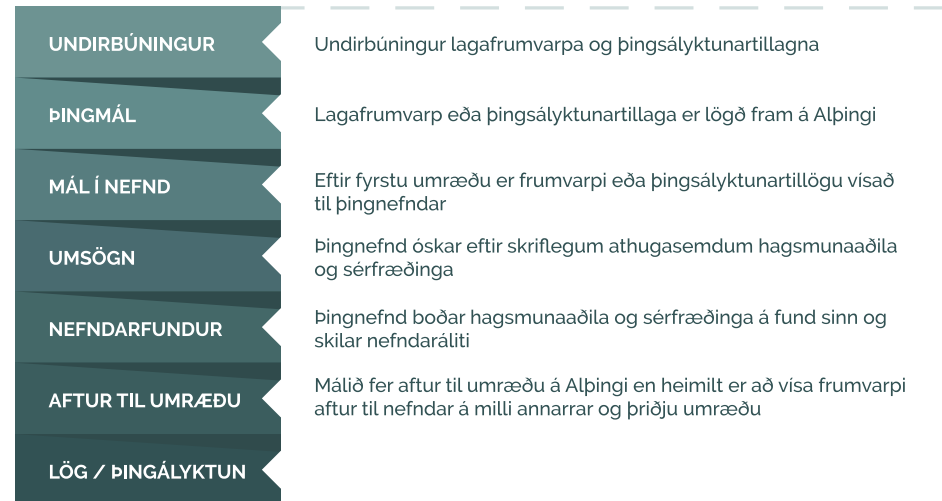 UNDIRBÚNINGUR
Undirbúningur lagafrumvarpa og þingsályktunartillagna
ÞINGMÁL
Lagafrumvarp eða þingsályktunartillaga er lögð fram á Alþingi
MÁL Í NEFND
Eftir fyrstu umræðu er frumvarpi eða þingsályktunartillögu vísað
til þingnefndar
UMSÖGN
Þingnefnd óskar eftir skriflegum athugasemdum hagsmunaaðila
og sérfræðinga
NEFNDARFUNDUR
Þingnefnd boðar hagsmunaaðila og sérfræðinga á fund sinn og
skilar nefndaráliti
AFTUR TIL UMRÆÐU
Málið fer aftur til umræðu á Alþingi en heimilt er að vísa frumvarpi
aftur til nefndar á milli annarrar og þriðju umræðu
LÖG / ÞINGÁLYKTUN